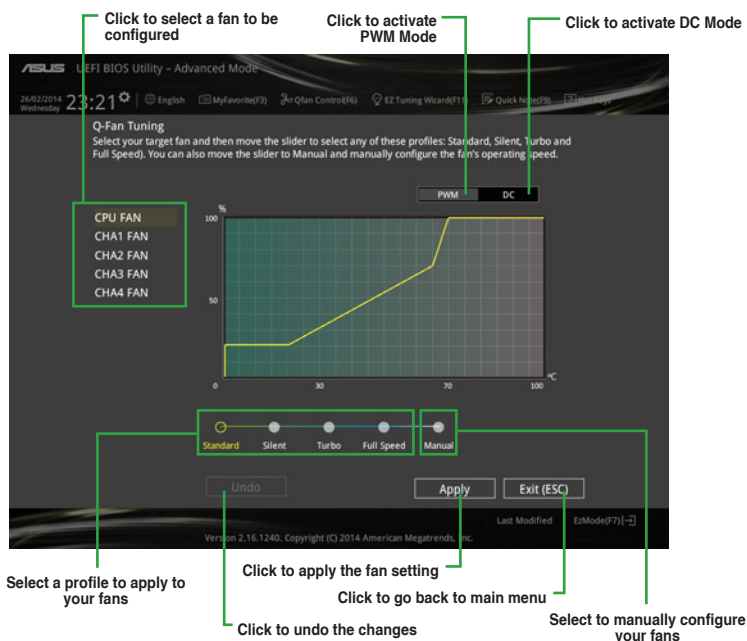 Click to select a fan to be
configured
Click to activate
PWM Mode
Click to activate DC Mode
ASUS UEFI BIOS Utility – Advanced Mode
26/02/2014
Wednesday
23:21
English MyFavorite(F3) Qfan Control(F6) EZ Tuning Wizard(F11) Quick Note(F9) Hot Keys
Q-Fan Tuning
Select your target fan and then move the slider to select any of these profiles: Standard, Silent, Turbo and
Full Speed). You can also move the slider to Manual and manually configure the fan's operating speed.
PWM DC
CPU FAN
CHA1 FAN
CHA2 FAN
CHA3 FAN
CHA4 FAN
%
100
50
0 30 70 100
°C
Standard Silent Turbo Full Speed Manual
Undo Apply Exit (ESC)
Last Modified EzMode(F7)
Version 2.16.1240. Copyright (C) 2014 American Megatrends, Inc.
Select a profile to apply to
your fans
Click to apply the fan setting
Click to go back to main menu
Click to undo the changes
Select to manually configure
your fans